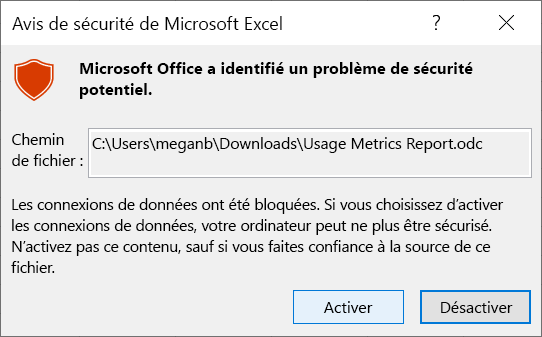 Avis de sécurité de Microsoft Excel
?
Microsoft Office a identifié un problème de sécurité
potentiel.
Chemin
de fichier :
C:\Users\meganb\Downloads\Usage Metrics Report.odc
Les connexions de données ont été bloquées. Si vous choisissez d’activer
les connexions de données, votre ordinateur peut ne plus être sécurisé.
N’activez pas ce contenu, sauf si vous faites confiance à la source de ce
fichier.
Activer
Désactiver